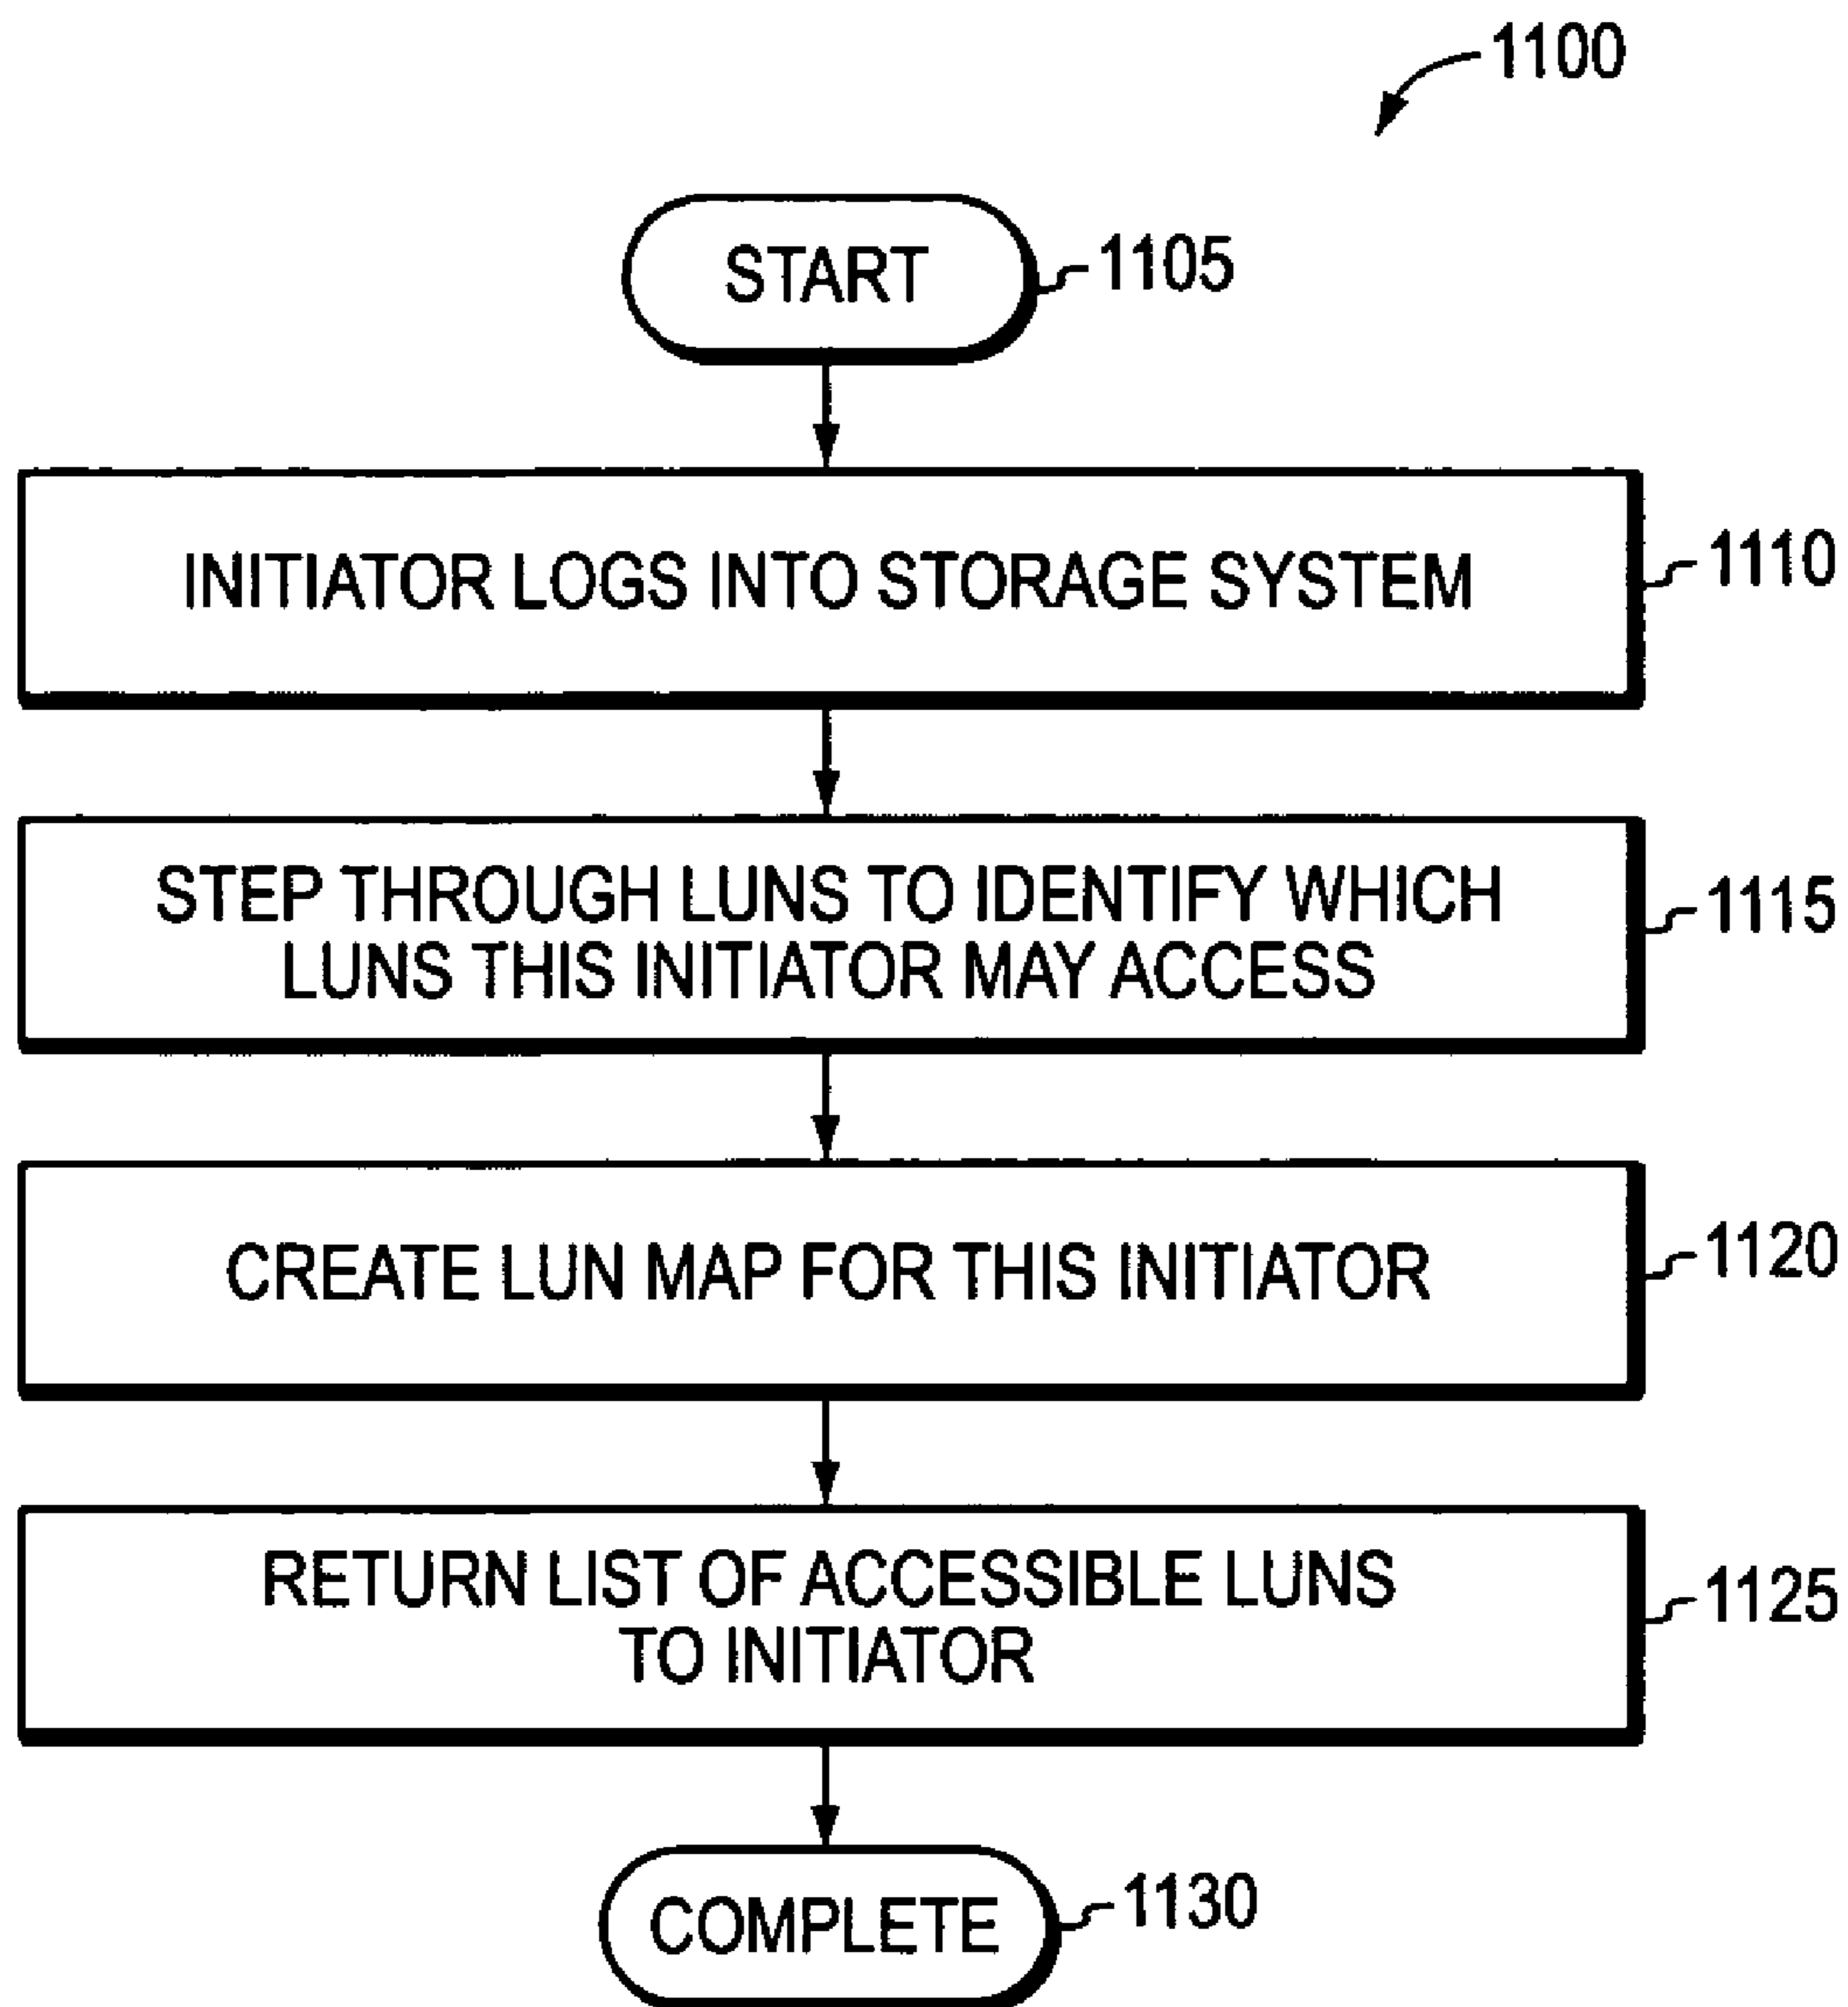 1100
START
1105
INITIATOR LOGS INTO STORAGE SYSTEM
1110
STEP THROUGH LUNS TO IDENTIFY WHICH
LUNS THIS INITIATOR MAY ACCESS
1115
CREATE LUN MAP FOR THIS INITIATOR
1120
RETURN LIST OF ACCESSIBLE LUNS
TO INITIATOR
1125
COMPLETE
1130